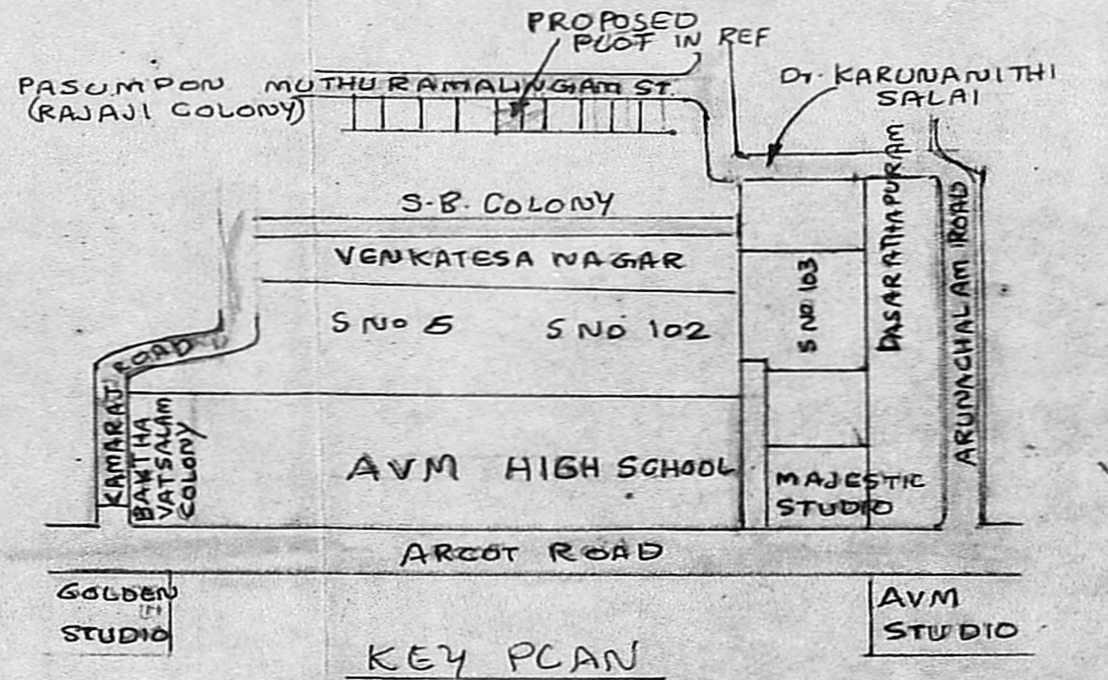 PROPOSED
PLOT IN REF
Dr. KARUNANITHI
SALAI
PASUMPON MUTHURAMALINGAM ST.
(RAJAJI COLONY)
S.B. COLONY
VENKATESA NAGAR
S NO 5
S NO 102
S NO 103
DASARATHAPURAM
ARUNACHALAM ROAD
KAMARAJ ROAD
BAKTHA
VATSALAM
COLONY
AVM HIGH SCHOOL
MAJESTIC
STUDIO
ARCOT ROAD
GOLDEN
STUDIO
AVM
STUDIO
KEY PLAN